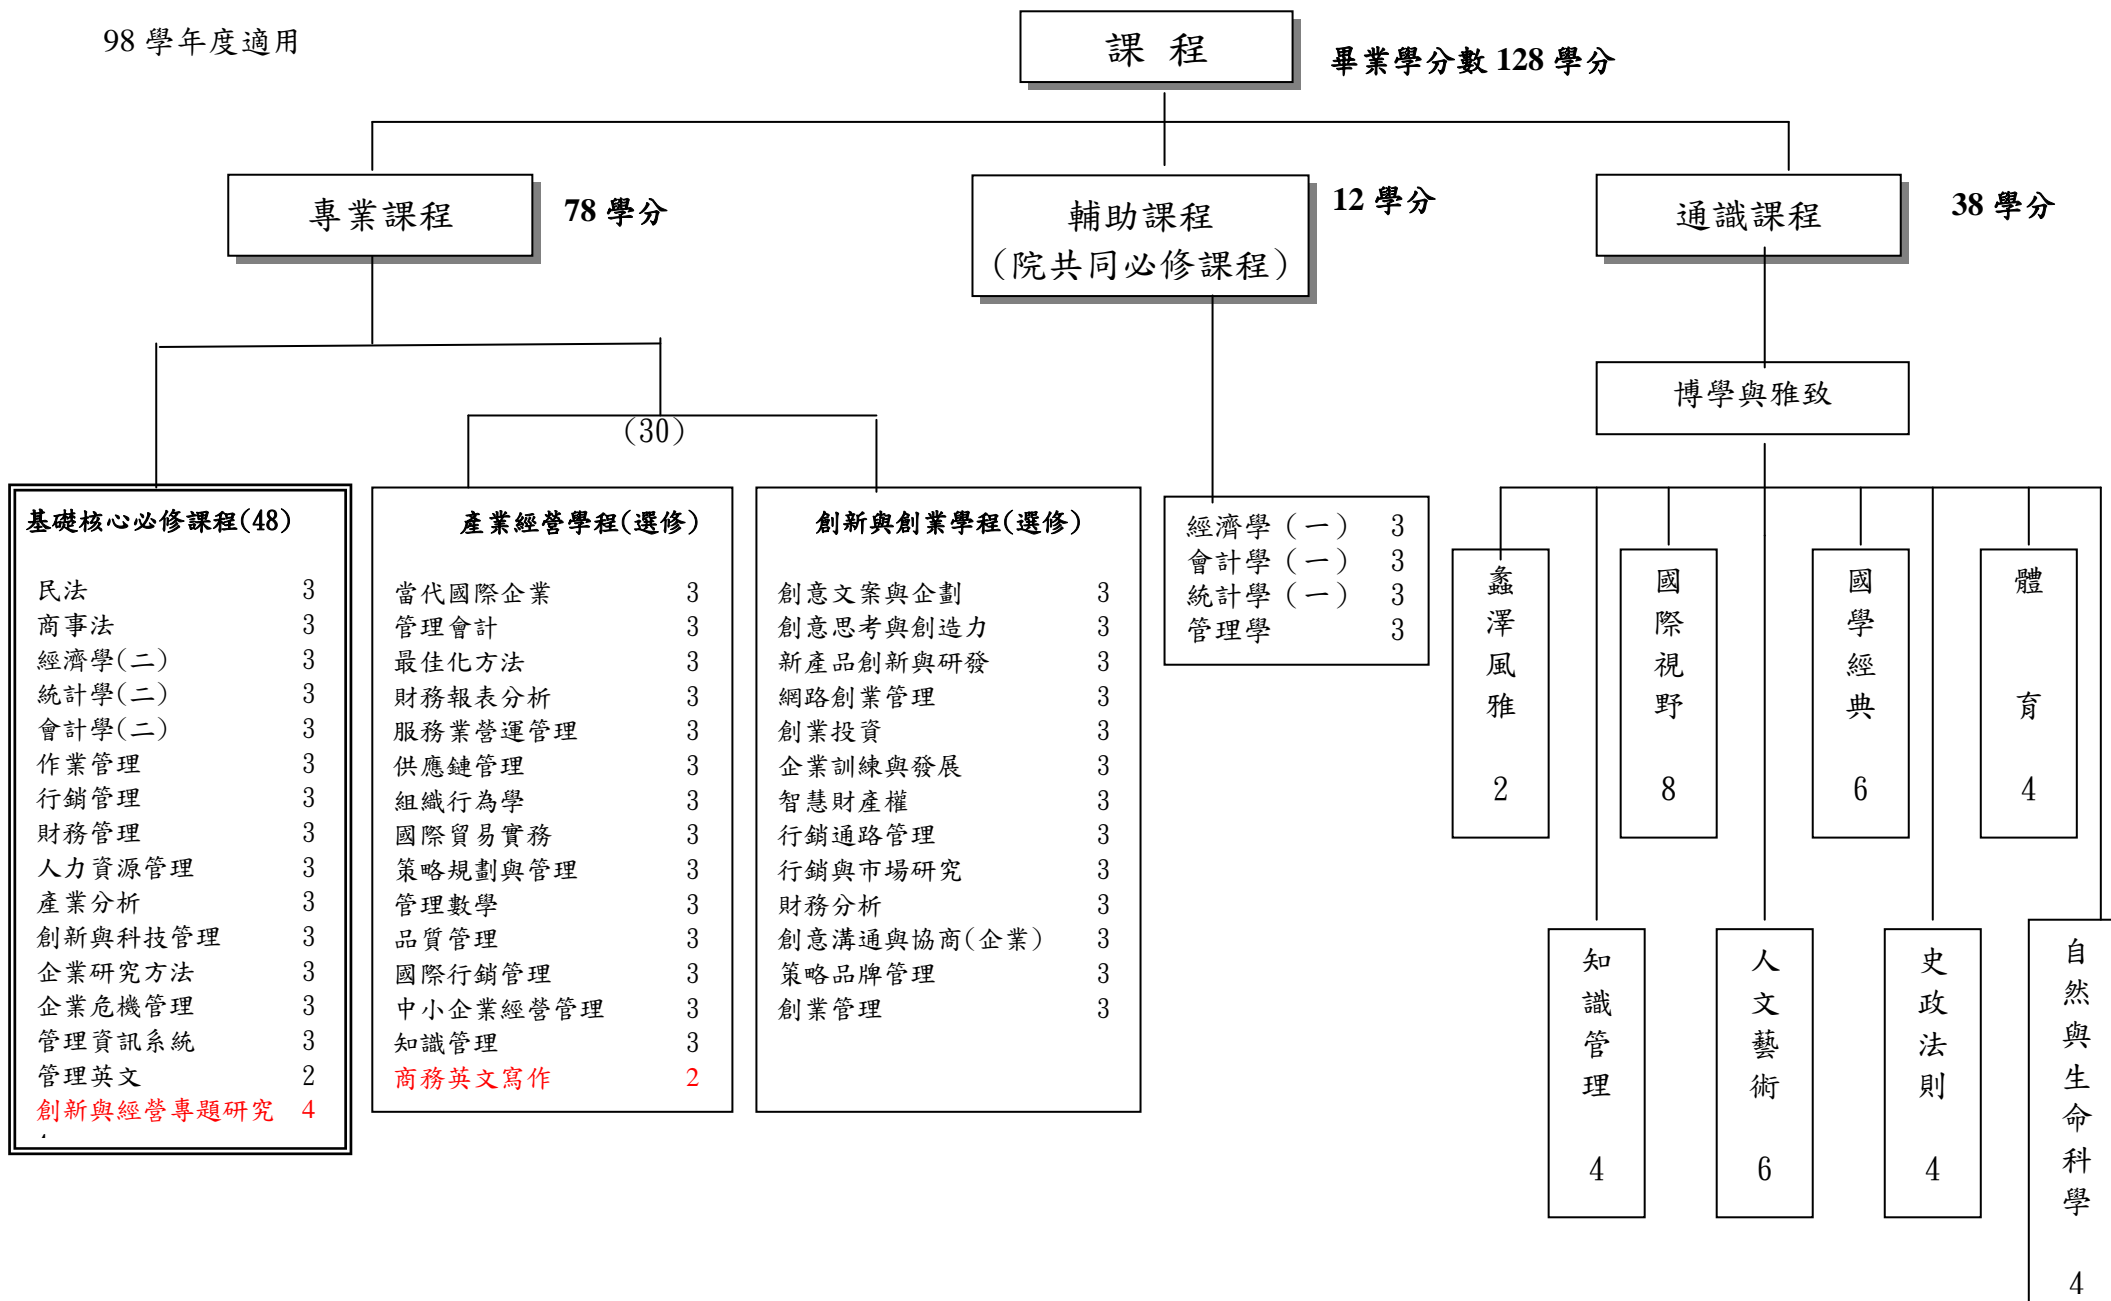 98 學年度適用
課 程
畢業學分數 128 學分
專業課程
78 學分
輔助課程
(院共同必修課程)
12 學分
通識課程
38 學分
博學與雅致
(30)
基礎核心必修課程(48)
民法 3
商事法 3
經濟學(二) 3
統計學(二) 3
會計學(二) 3
作業管理 3
行銷管理 3
財務管理 3
人力資源管理 3
產業分析 3
創新與科技管理 3
企業研究方法 3
企業危機管理 3
管理資訊系統 3
管理英文 2
創新與經營專題研究 4
產業經營學程(選修)
當代國際企業 3
管理會計 3
最佳化方法 3
財務報表分析 3
服務業營運管理 3
供應鏈管理 3
組織行為學 3
國際貿易實務 3
策略規劃與管理 3
管理數學 3
品質管理 3
國際行銷管理 3
中小企業經營管理 3
知識管理 3
商務英文寫作 2
創新與創業學程(選修)
創意文案與企劃 3
創意思考與創造力 3
新產品創新與研發 3
網路創業管理 3
創業投資 3
企業訓練與發展 3
智慧財產權 3
行銷通路管理 3
行銷與市場研究 3
財務分析 3
創意溝通與協商(企業) 3
策略品牌管理 3
創業管理 3
經濟學（一） 3
會計學（一） 3
統計學（一） 3
管理學 3
蠡澤風雅 2
國際視野 8
國學經典 6
體育 4
知識管理 4
人文藝術 6
史政法則 4
自然與生命科學 4